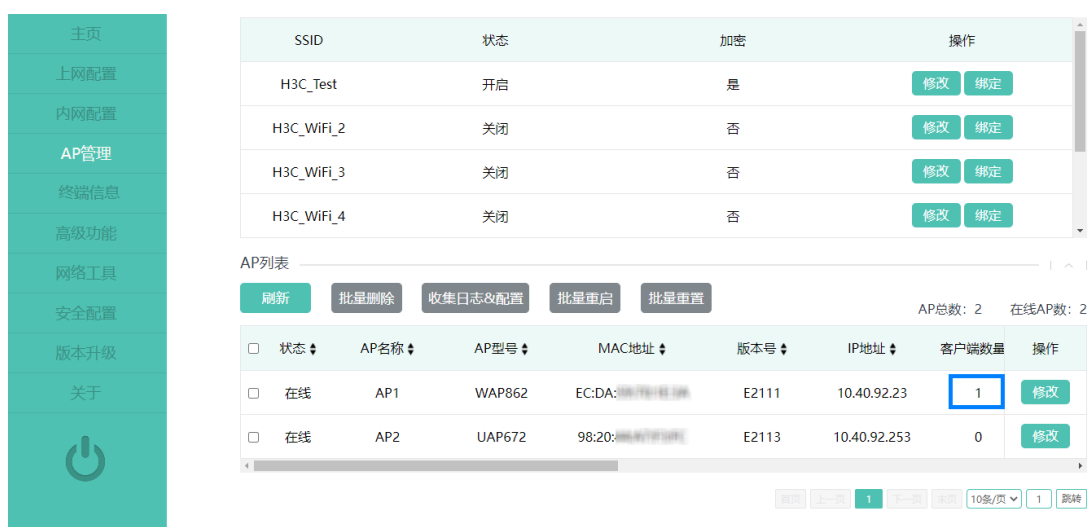 主页
上网配置
内网配置
AP管理
终端信息
高级功能
网络工具
安全配置
版本升级
关于
SSID 状态 加密 操作
H3C_Test 开启 是 修改 绑定
H3C_WiFi_2 关闭 否 修改 绑定
H3C_WiFi_3 关闭 否 修改 绑定
H3C_WiFi_4 关闭 否 修改 绑定
AP列表
刷新 批量删除 收集日志&配置 批量重启 批量重置
AP总数: 2 在线AP数: 2
状态 AP名称 AP型号 MAC地址 版本号 IP地址 客户端数量 操作
在线 AP1 WAP862 EC:DA: E2111 10.40.92.23 1 修改
在线 AP2 UAP672 98:20: E2113 10.40.92.253 0 修改
首页 上一页 1 下一页 末页 10条/页 1 跳转